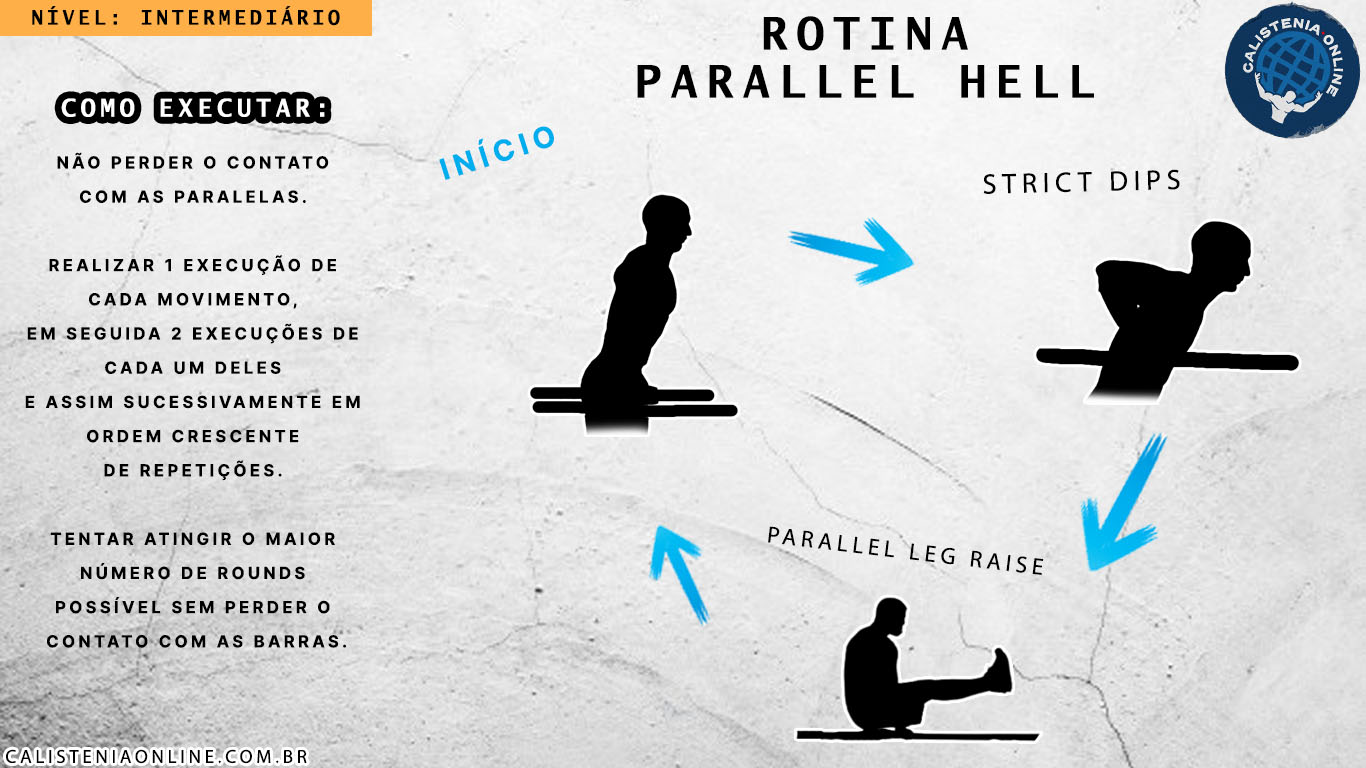 NÍVEL: INTERMEDIÁRIO
ROTINA
PARALLEL HELL
CALISTENIA·ONLINE
COMO EXECUTAR:
NÃO PERDER O CONTATO
COM AS PARALELAS.
REALIZAR 1 EXECUÇÃO DE
CADA MOVIMENTO,
EM SEGUIDA 2 EXECUÇÕES DE
CADA UM DELES
E ASSIM SUCESSIVAMENTE EM
ORDEM CRESCENTE
DE REPETIÇÕES.
TENTAR ATINGIR O MAIOR
NÚMERO DE ROUNDS
POSSÍVEL SEM PERDER O
CONTATO COM AS BARRAS.
INÍCIO
STRICT DIPS
PARALLEL LEG RAISE
CALISTENIAONLINE.COM.BR